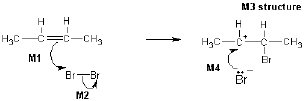 M3 structure
H H H H
H₃C CH₃ H₃C + CH₃
M1 Br
Br Br M4
M2 Br −